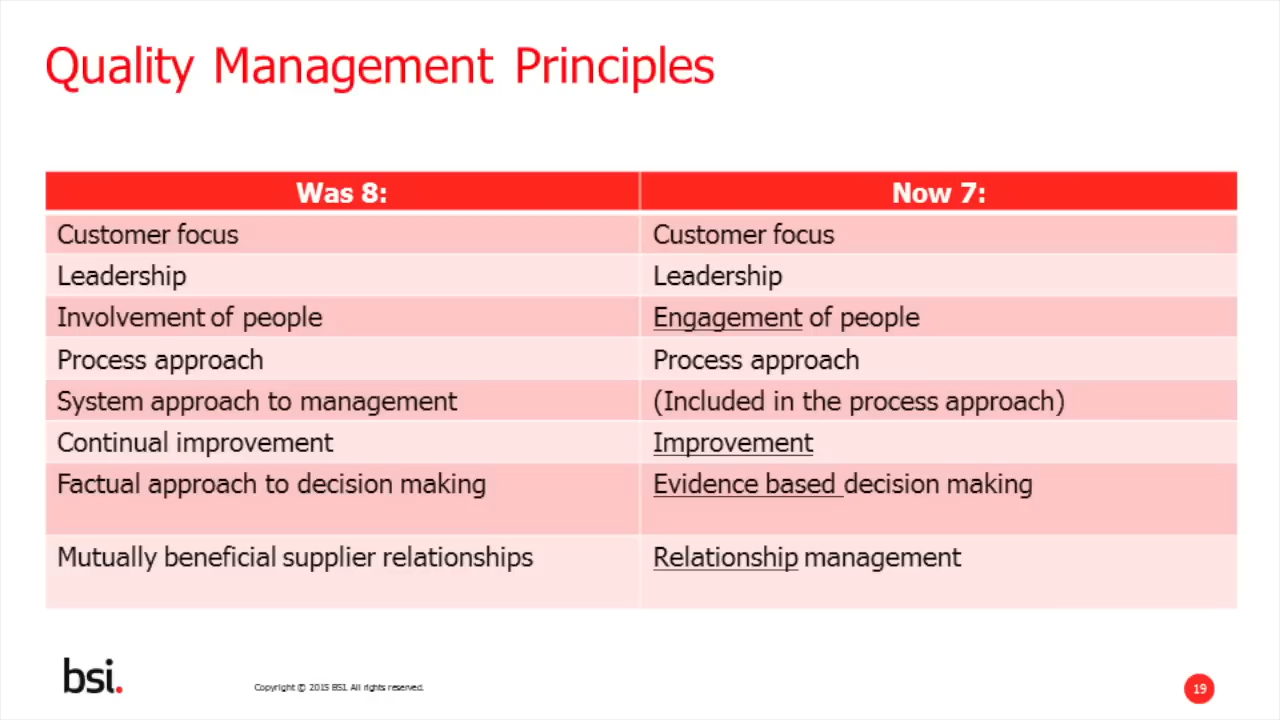 Quality Management Principles
Was 8:
Now 7:
Customer focus
Customer focus
Leadership
Leadership
Involvement of people
Engagement of people
Process approach
Process approach
System approach to management
(Included in the process approach)
Continual improvement
Improvement
Factual approach to decision making
Evidence based decision making
Mutually beneficial supplier relationships
Relationship management
bsi.
Copyright © 2015 BSI. All rights reserved.
19